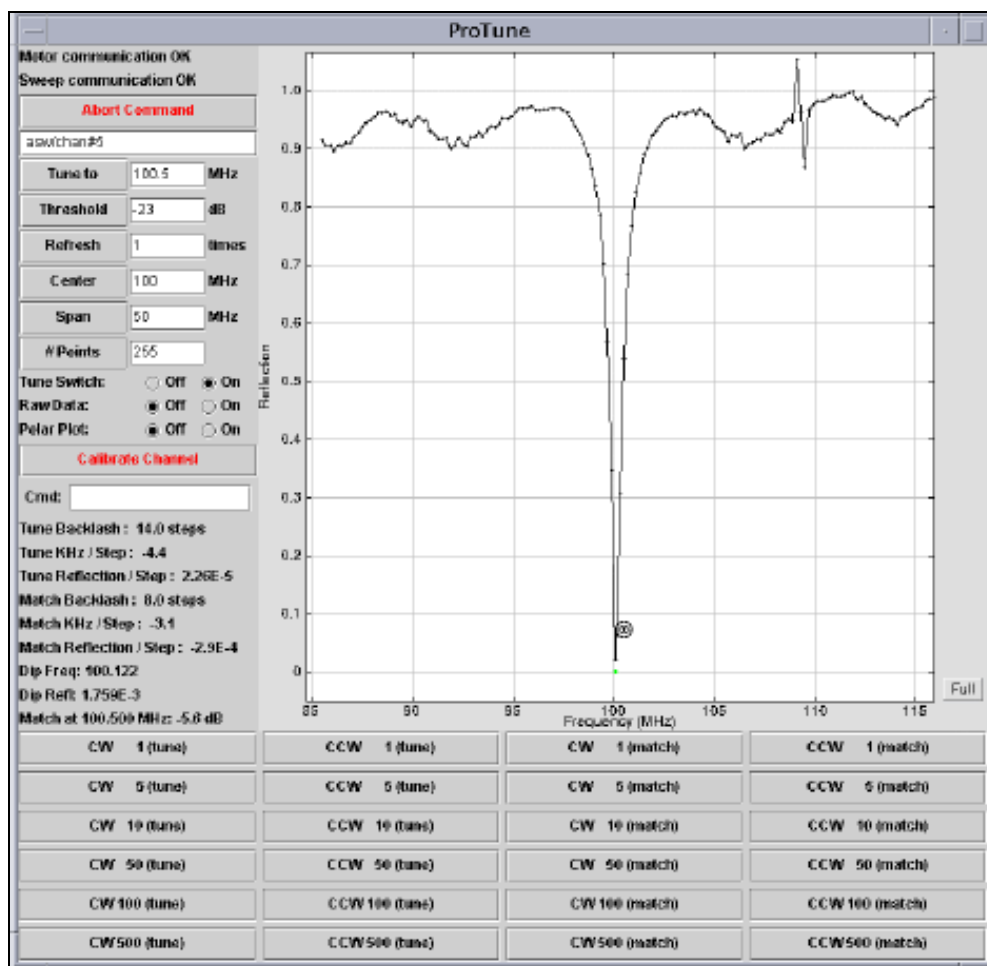 ProTune
Motor communication OK
Sweep communication OK
Abort Command
aswichan#5
Tune to 100.5 MHz
Threshold -23 dB
Refresh 1 times
Center 100 MHz
Span 50 MHz
# Points 255
Tune Switch: Off On
Raw Data: Off On
Polar Plot: Off On
Calibrate Channel
Cmd:
Tune Backlash : 14.0 steps
Tune KHz / Step : -4.4
Tune Reflection / Step : 2.26E-5
Match Backlash : 8.0 steps
Match KHz / Step : -3.1
Match Reflection / Step : -2.9E-4
Dip Freq: 100.122
Dip Refl: 1.759E-3
Match at 100.500 MHz: -5.6 dB
Reflection
1.0
0.9
0.8
0.7
0.6
0.5
0.4
0.3
0.2
0.1
0
85 90 95 100 105 110 115
Frequency (MHz)
Full
CW 1 (tune) CCW 1 (tune) CW 1 (match) CCW 1 (match)
CW 5 (tune) CCW 5 (tune) CW 5 (match) CCW 5 (match)
CW 10 (tune) CCW 10 (tune) CW 10 (match) CCW 10 (match)
CW 50 (tune) CCW 50 (tune) CW 50 (match) CCW 50 (match)
CW 100 (tune) CCW 100 (tune) CW 100 (match) CCW 100 (match)
CW 500 (tune) CCW 500 (tune) CW 500 (match) CCW 500 (match)